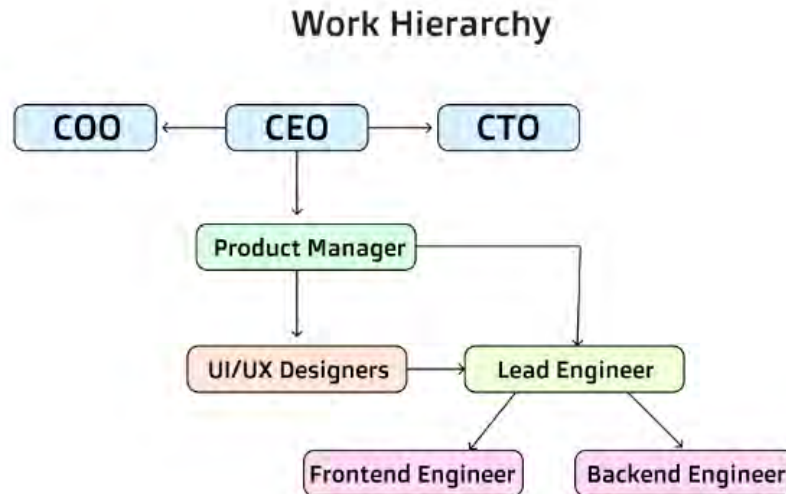 Work Hierarchy
COO
CEO
CTO
Product Manager
UI/UX Designers
Lead Engineer
Frontend Engineer
Backend Engineer